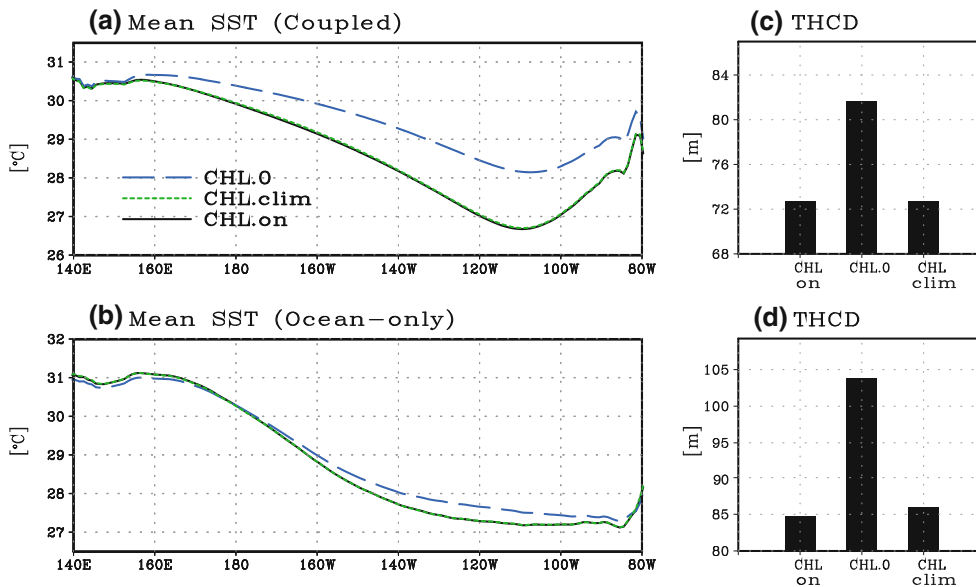 (a) Mean SST (Coupled)
31
30
29
28
27
26
[°C]
CHL.0
CHL.clim
CHL.on
140E 160E 180 160W 140W 120W 100W 80W
(c) THCD
84
80
76
72
68
[m]
CHL on CHL.0 CHL clim
(b) Mean SST (Ocean−only)
32
31
30
29
28
27
[°C]
140E 160E 180 160W 140W 120W 100W 80W
(d) THCD
105
100
95
90
85
80
[m]
CHL on CHL.0 CHL clim